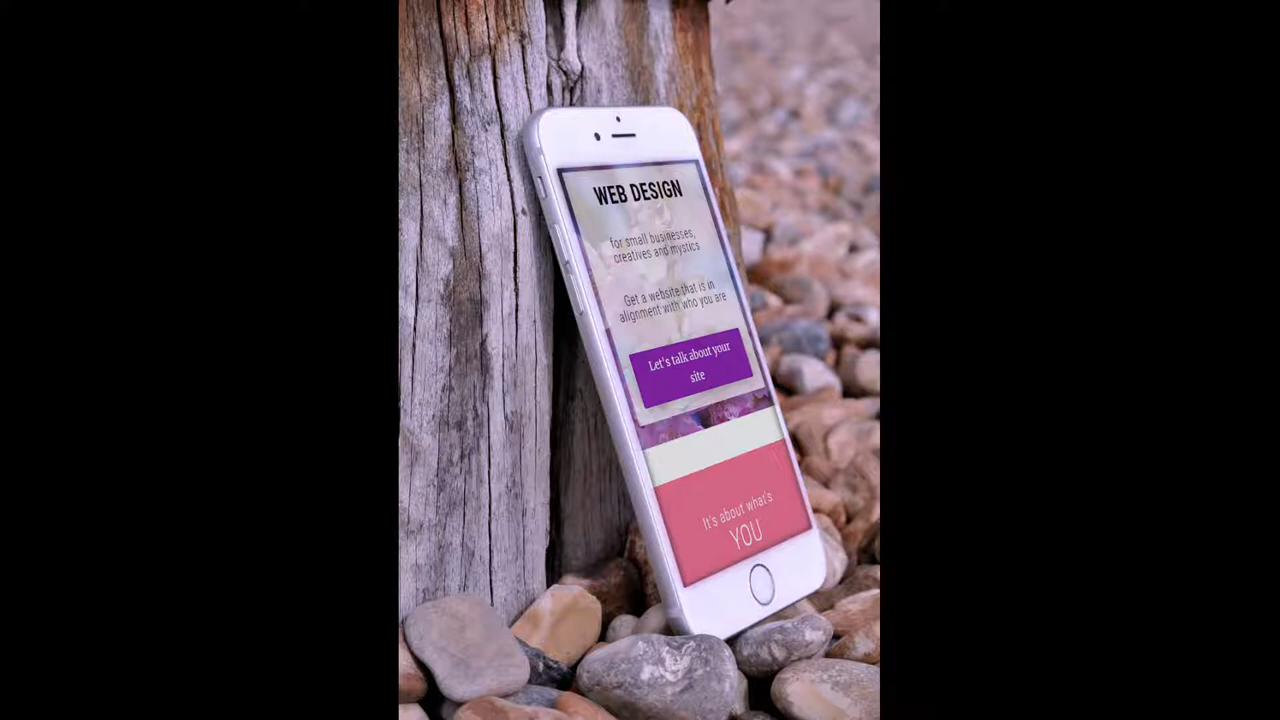 WEB DESIGN
for small businesses,
creatives and mystics
Get a website that is in
alignment with who you are
Let's talk about your
site
It's about what's
YOU